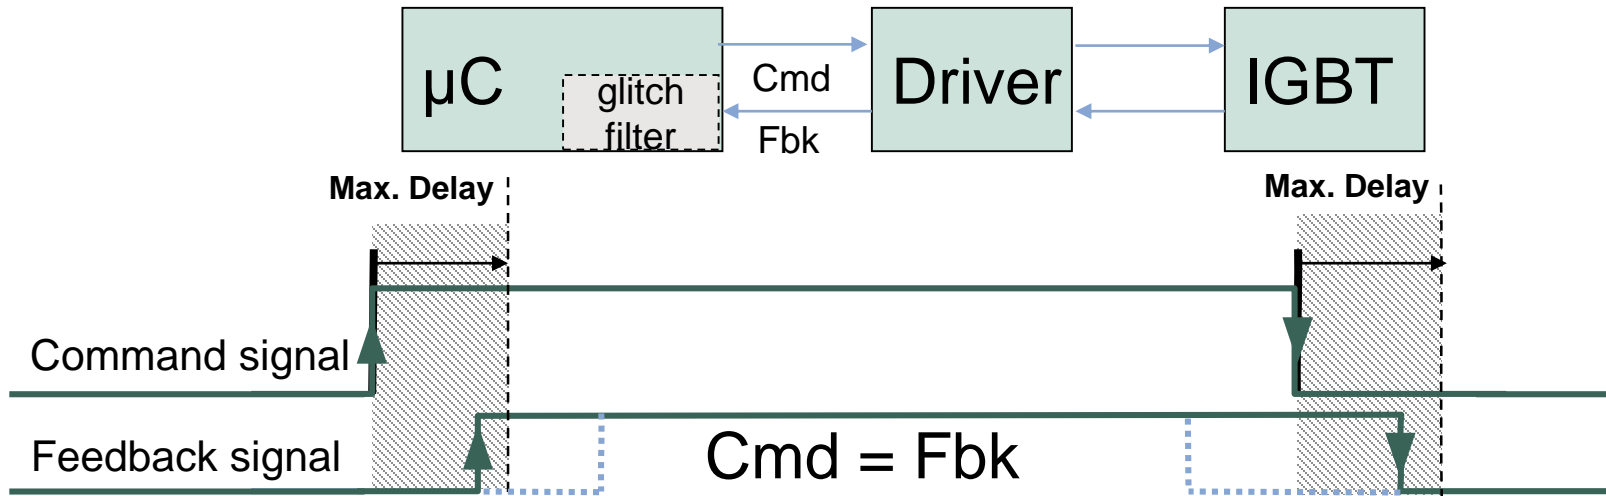 µC
glitch
filter
Cmd
Fbk
Driver
IGBT
Max. Delay
Max. Delay
Command signal
Feedback signal
Cmd = Fbk